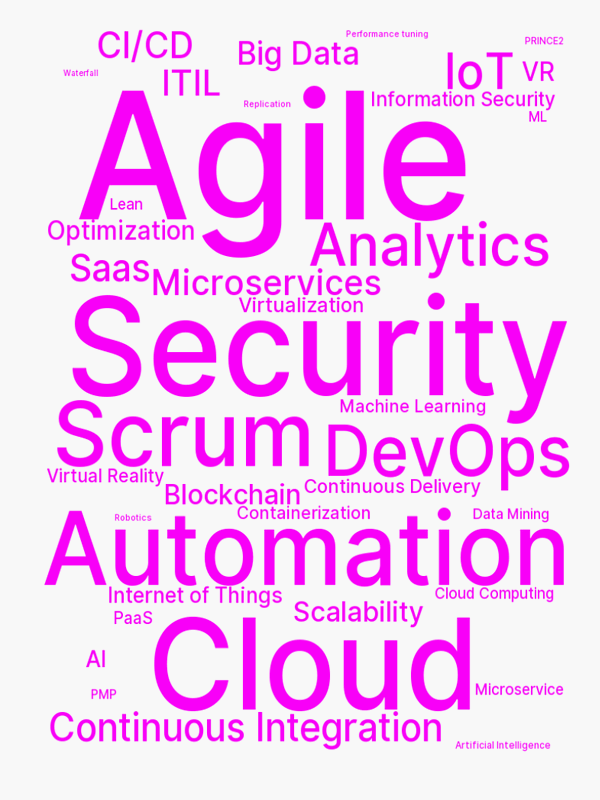 CI/CD
Performance tuning
PRINCE2
Big Data
Waterfall
ITIL
IoT
VR
Replication
Information Security
ML
Agile
Lean
Optimization
Analytics
Saas
Microservices
Virtualization
Security
Machine Learning
Scrum
DevOps
Virtual Reality
Blockchain
Continuous Delivery
Robotics
Containerization
Data Mining
Automation
Internet of Things
Cloud Computing
PaaS
Scalability
AI
Cloud
PMP
Microservice
Continuous Integration
Artificial Intelligence